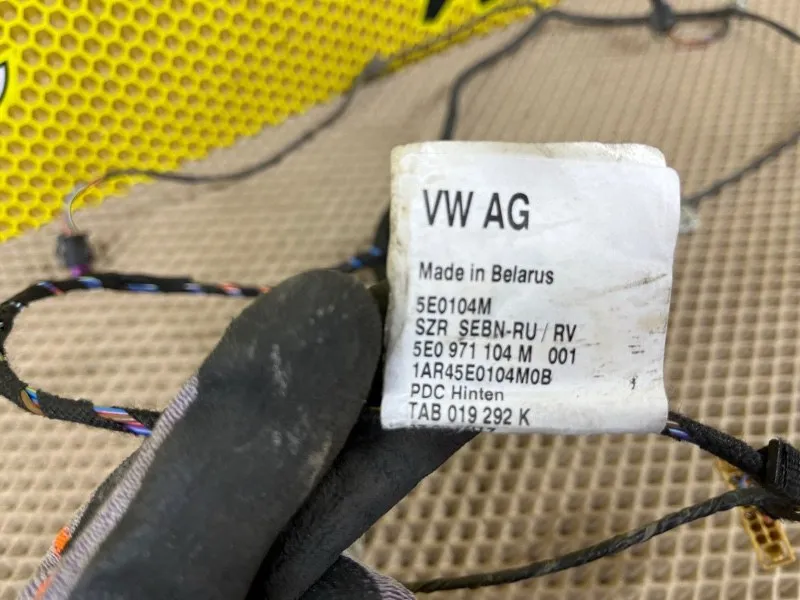 VW AG
Made in Belarus
5E0104M
SZR SEBN-RU / RV
5E0 971 104 M 001
1AR45E0104M0B
PDC Hinten
TAB 019 292 K